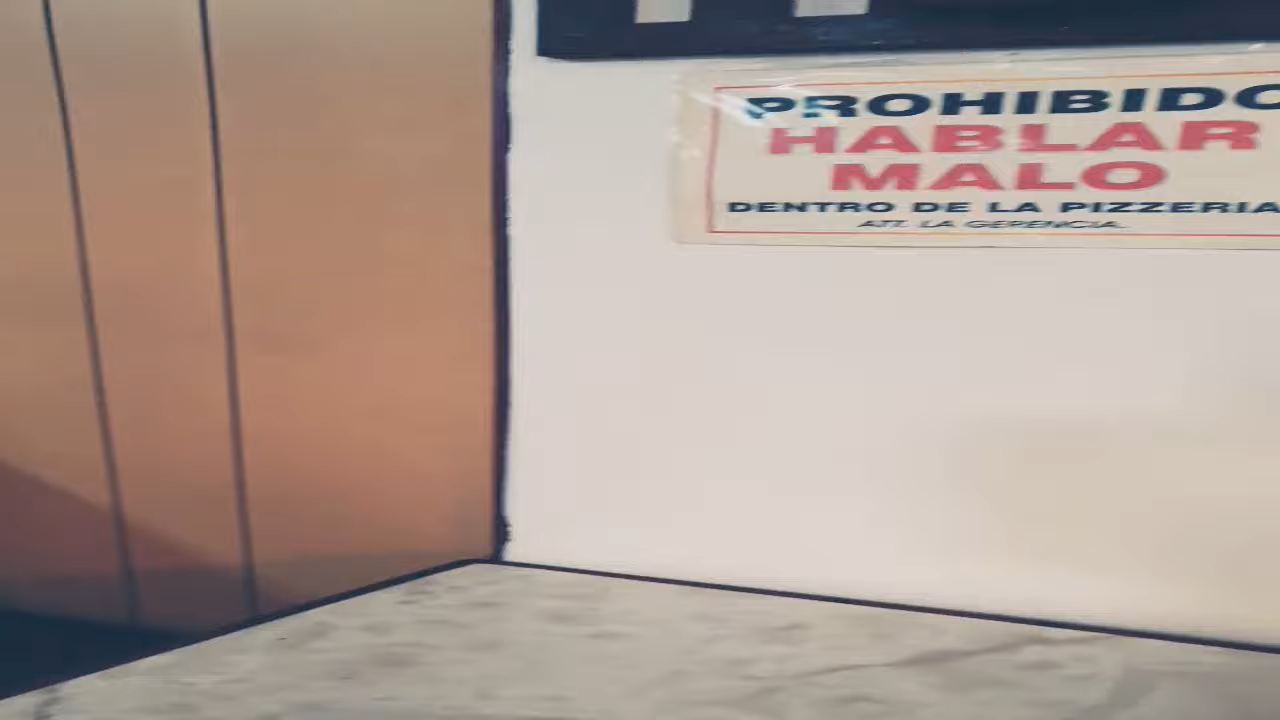 PROHIBIDO
HABLAR
MALO
DENTRO DE LA PIZZERIA
ATT. LA GERENCIA.